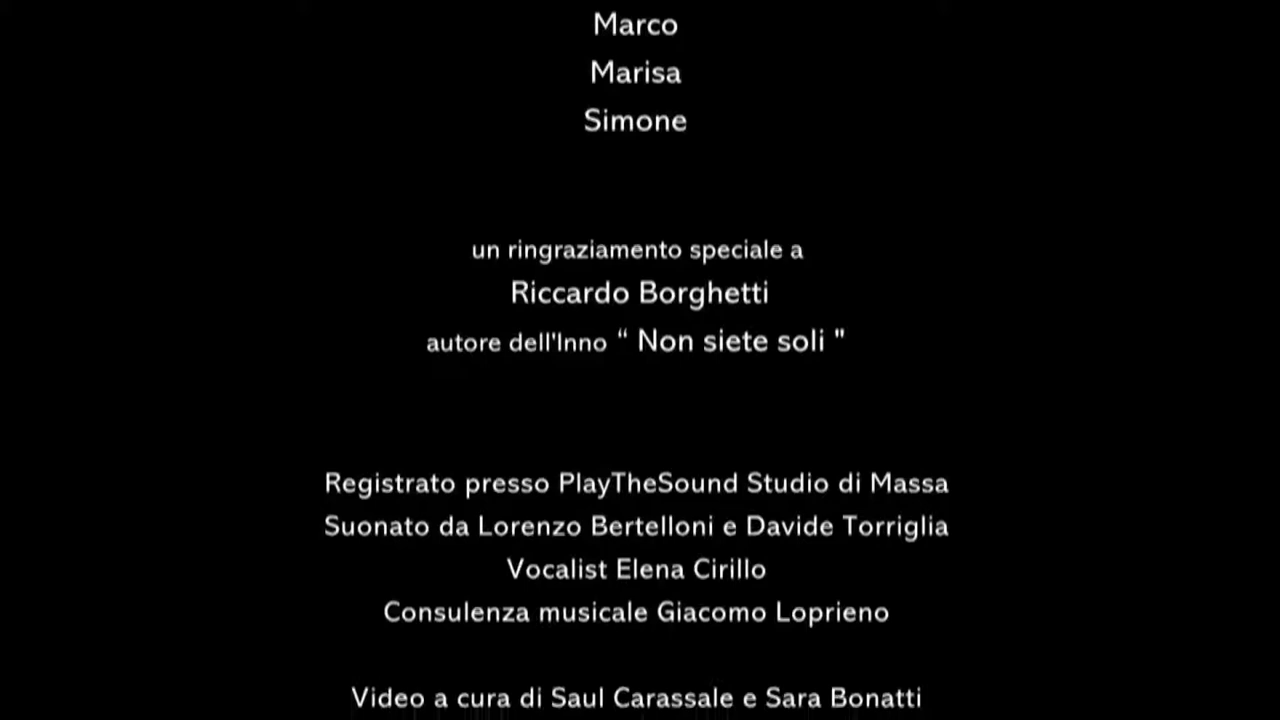 Marco
Marisa
Simone
un ringraziamento speciale a
Riccardo Borghetti
autore dell'Inno “ Non siete soli "
Registrato presso PlayTheSound Studio di Massa
Suonato da Lorenzo Bertelloni e Davide Torriglia
Vocalist Elena Cirillo
Consulenza musicale Giacomo Loprieno
Video a cura di Saul Carassale e Sara Bonatti